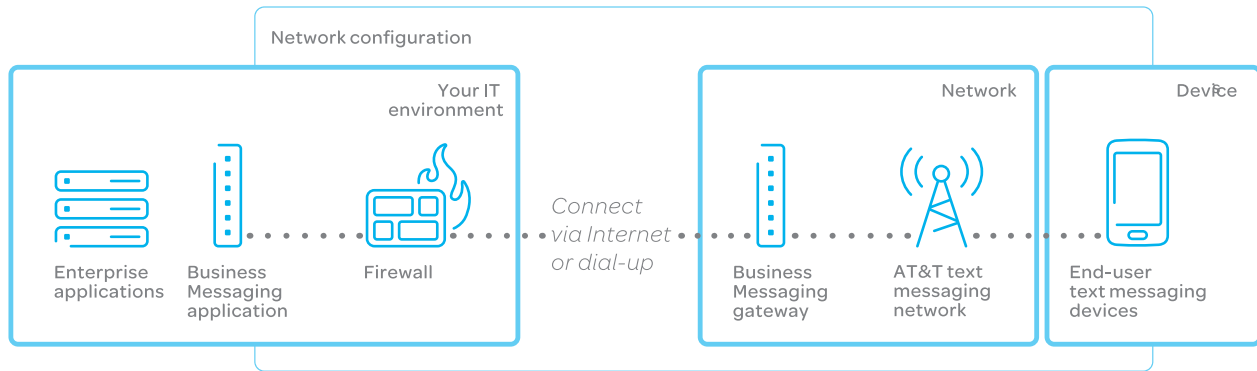 Network configuration
Your IT
environment
Network
Device
Connect
via Internet
or dial-up
Enterprise
applications
Business
Messaging
application
Firewall
Business
Messaging
gateway
AT&T text
messaging
network
End-user
text messaging
devices